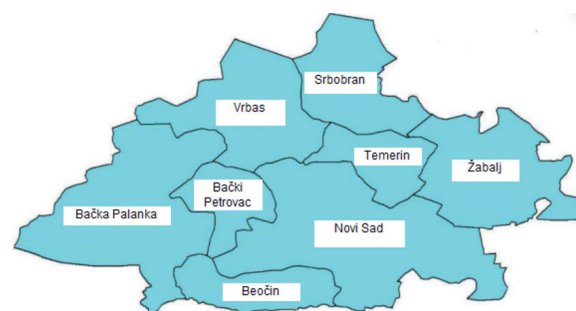 Srbobran
Vrbas
Temerin
Žabalj
Bački
Petrovac
Bačka Palanka
Novi Sad
Beočin